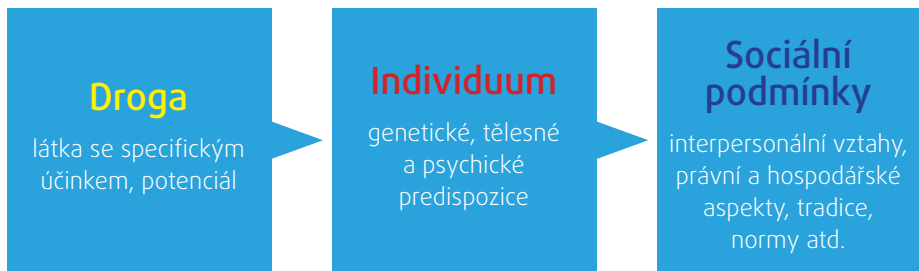 Droga
látka se specifickým
účinkem, potenciál
Individuum
genetické, tělesné
a psychické
predispozice
Sociální
podmínky
interpersonální vztahy,
právní a hospodářské
aspekty, tradice,
normy atd.